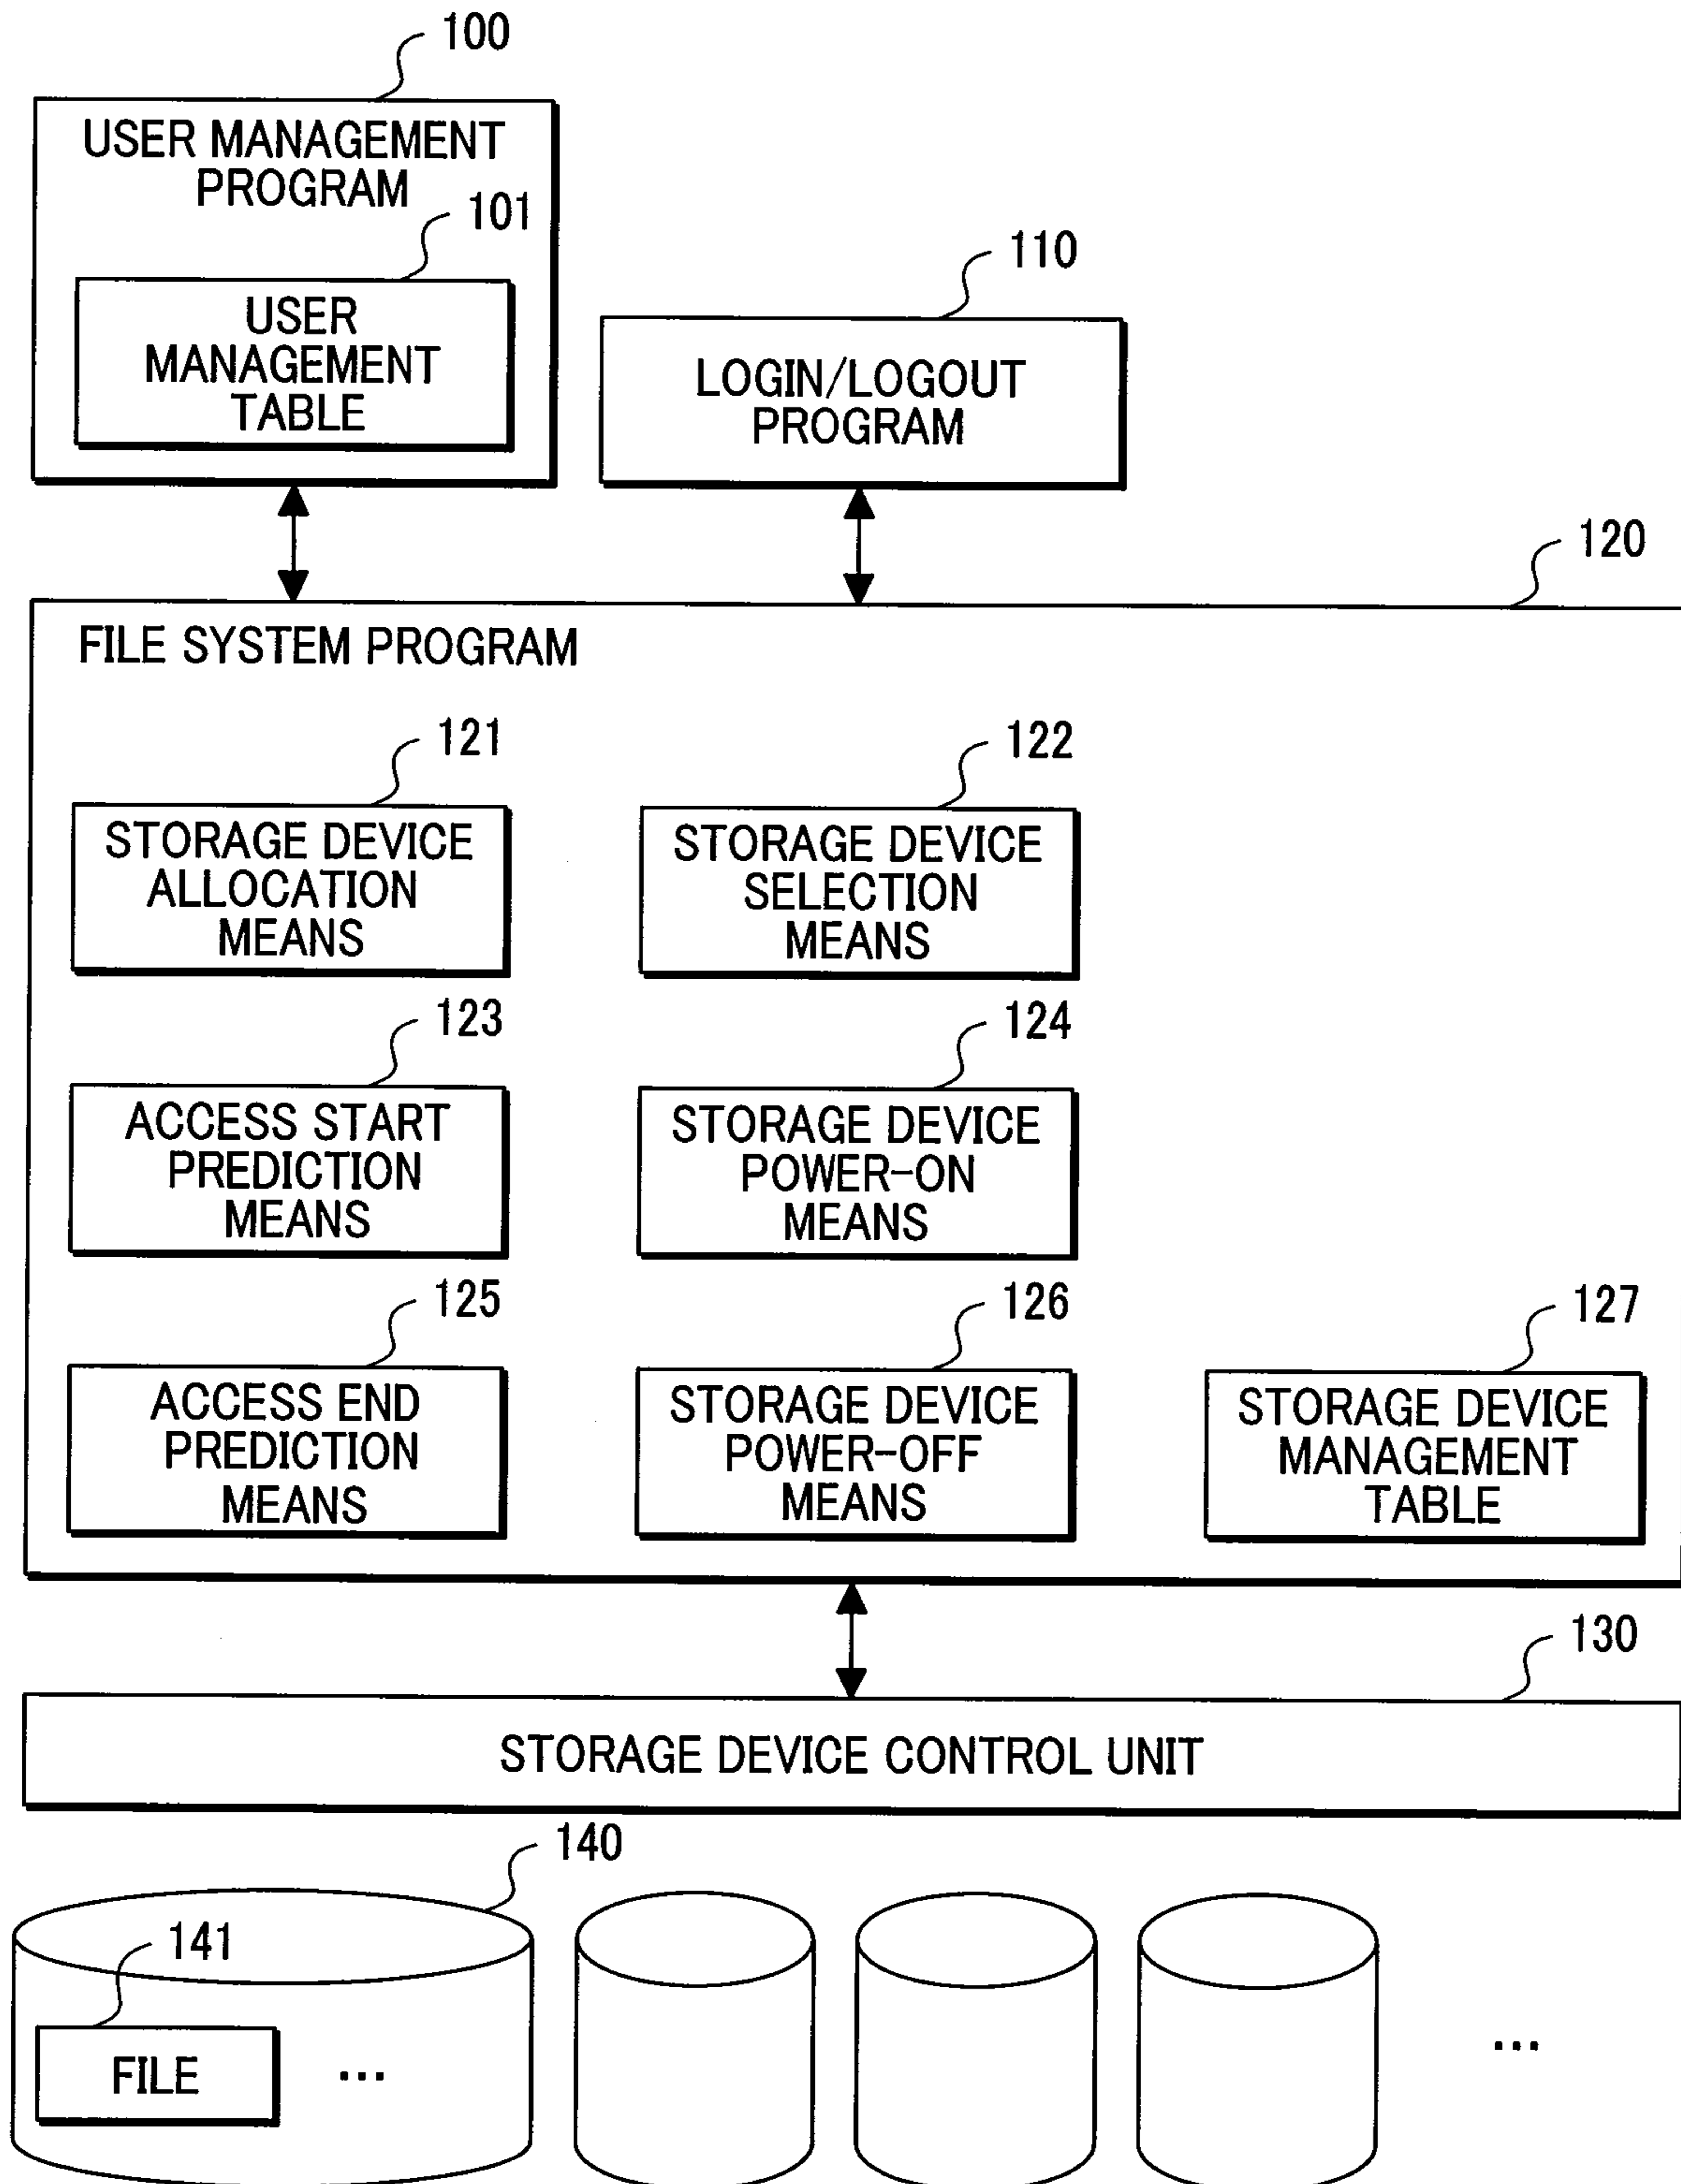 100
USER MANAGEMENT
PROGRAM
101
USER
MANAGEMENT
TABLE
110
LOGIN/LOGOUT
PROGRAM
120
FILE SYSTEM PROGRAM
121
STORAGE DEVICE
ALLOCATION
MEANS
122
STORAGE DEVICE
SELECTION
MEANS
123
ACCESS START
PREDICTION
MEANS
124
STORAGE DEVICE
POWER-ON
MEANS
125
ACCESS END
PREDICTION
MEANS
126
STORAGE DEVICE
POWER-OFF
MEANS
127
STORAGE DEVICE
MANAGEMENT
TABLE
130
STORAGE DEVICE CONTROL UNIT
140
141
FILE
...
...